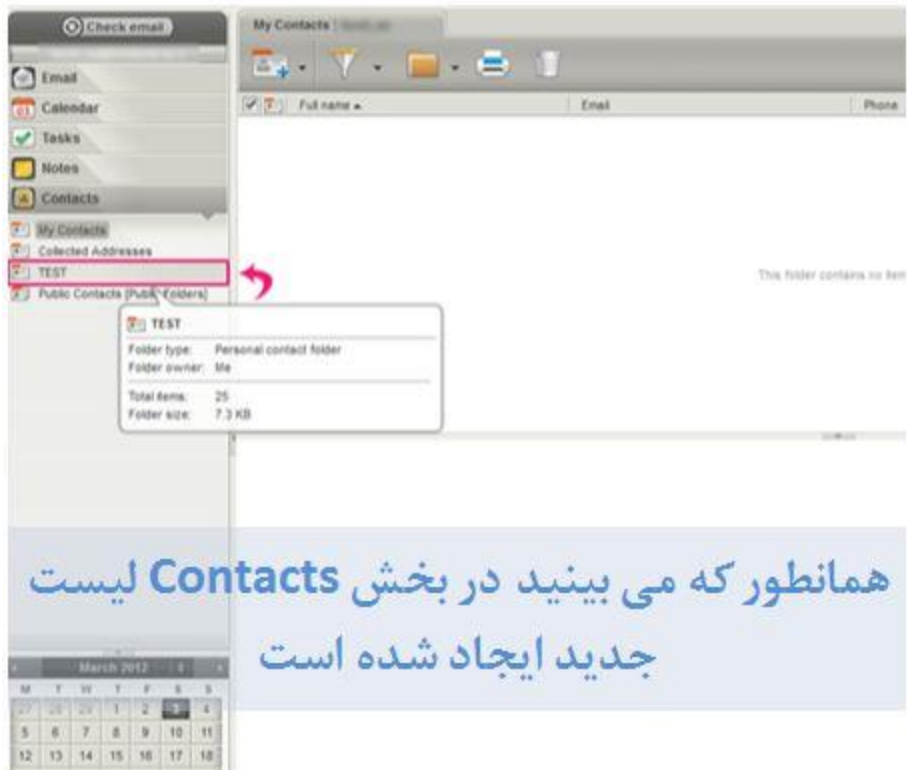 Check email
My Contacts
Email
Calendar
Tasks
Notes
Contacts
Full name
Email
Phone
My Contacts
Collected Addresses
TEST
Public Contacts [Public Folders]
This folder contains no item
TEST
Folder type: Personal contact folder
Folder owner: Me
Total items: 25
Folder size: 7.3 KB
همانطور که می بینید در بخش Contacts لیست
جدید ایجاد شده است
March 2012
M T W T F S S
27 28 29 1 2 3 4
5 6 7 8 9 10 11
12 13 14 15 16 17 18